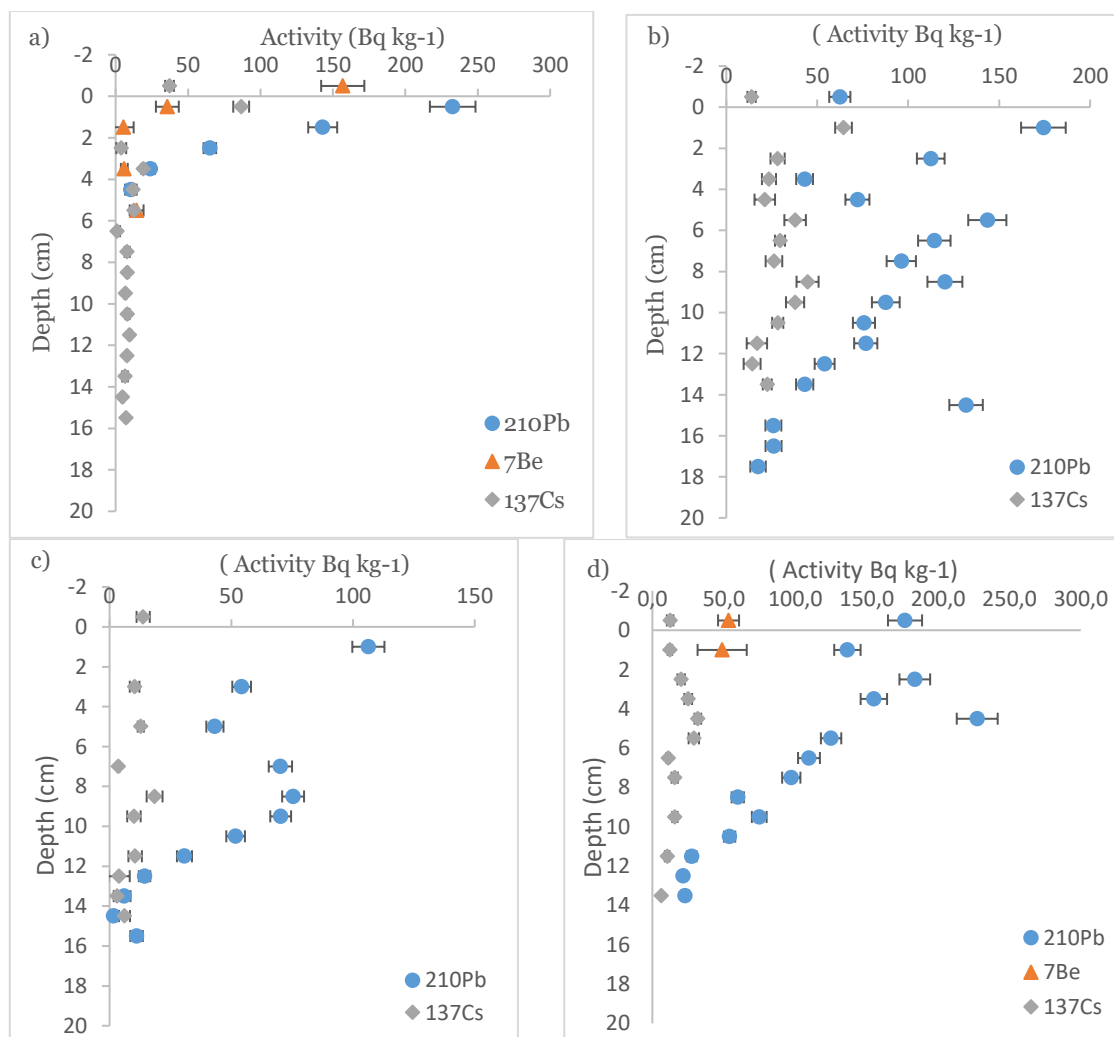 a)
Activity (Bq kg-1)
-2
0 50 100 150 200 250 300
0
2
4
6
8
10
12
14
16
18
20
Depth (cm)
210Pb
7Be
137Cs
b)
( Activity Bq kg-1)
-2
0 50 100 150 200
0
2
4
6
8
10
12
14
16
18
20
Depth (cm)
210Pb
137Cs
c)
( Activity Bq kg-1)
-2
0 50 100 150
0
2
4
6
8
10
12
14
16
18
20
Depth (cm)
210Pb
137Cs
d)
( Activity Bq kg-1)
-2
0,0 50,0 100,0 150,0 200,0 250,0 300,0
0
2
4
6
8
10
12
14
16
18
20
Depth (cm)
210Pb
7Be
137Cs